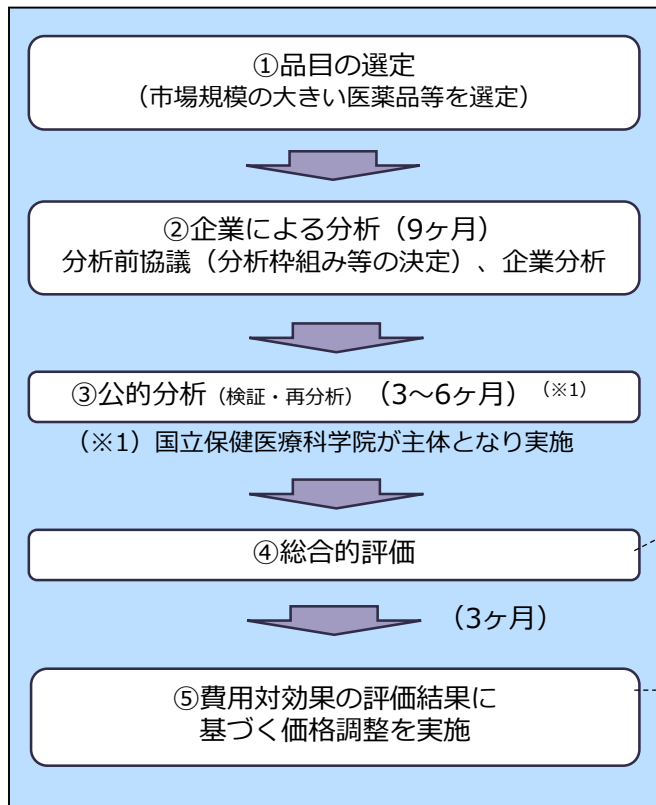 ①品目の選定
（市場規模の大きい医薬品等を選定）
②企業による分析（9ヶ月）
分析前協議（分析枠組み等の決定）、企業分析
③公的分析（検証・再分析）（3～6ヶ月）（※1）
（※1）国立保健医療科学院が主体となり実施
④総合的評価
（3ヶ月）
⑤費用対効果の評価結果に
基づく価格調整を実施